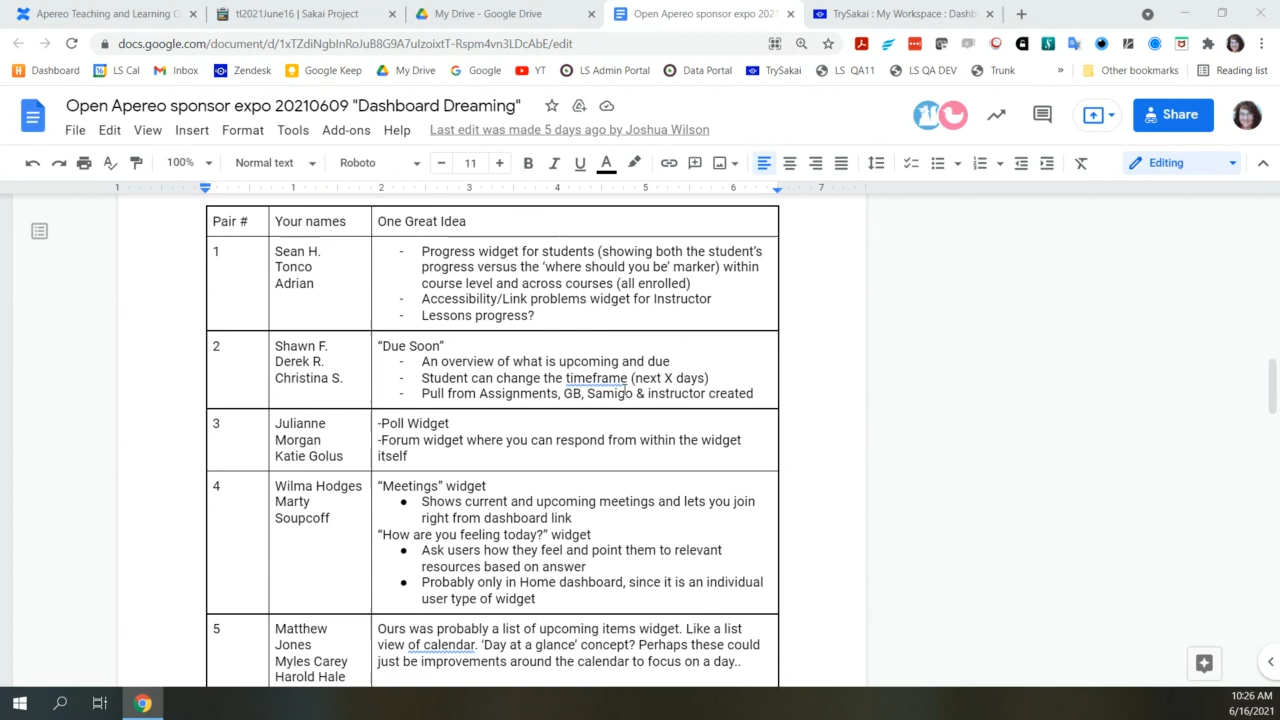 Apereo Teaching and Learning C
tl2021June16 | Sakai Project
My Drive - Google Drive
Open Apereo sponsor expo 2021
TrySakai : My Workspace : Dashb
docs.google.com/document/d/1xTZdiNgbInRoJuB8G9A7uIzoixtT-Rspm4vn3LDcAbE/edit
Dashboard
LS Cal
Inbox
Zendesk
Google Keep
My Drive
Google
YT
LS Admin Portal
Data Portal
TrySakai
LS QA11
LS QA DEV
Trunk
»
Other bookmarks
Reading list
Open Apereo sponsor expo 20210609 "Dashboard Dreaming"
File Edit View Insert Format Tools Add-ons Help Last edit was made 5 days ago by Joshua Wilson
Share
100% Normal text Roboto 11 Editing
1 1 2 3 4 5 6 7
Pair # Your names One Great Idea
1
Sean H.
Tonco
Adrian
- Progress widget for students (showing both the student's
progress versus the 'where should you be' marker) within
course level and across courses (all enrolled)
- Accessibility/Link problems widget for Instructor
- Lessons progress?
2
Shawn F.
Derek R.
Christina S.
“Due Soon”
- An overview of what is upcoming and due
- Student can change the timeframe (next X days)
- Pull from Assignments, GB, Samigo & instructor created
3
Julianne
Morgan
Katie Golus
-Poll Widget
-Forum widget where you can respond from within the widget
itself
4
Wilma Hodges
Marty
Soupcoff
“Meetings” widget
● Shows current and upcoming meetings and lets you join
right from dashboard link
“How are you feeling today?” widget
● Ask users how they feel and point them to relevant
resources based on answer
● Probably only in Home dashboard, since it is an individual
user type of widget
5
Matthew
Jones
Myles Carey
Harold Hale
Ours was probably a list of upcoming items widget. Like a list
view of calendar. ‘Day at a glance’ concept? Perhaps these could
just be improvements around the calendar to focus on a day..
10:26 AM
6/16/2021